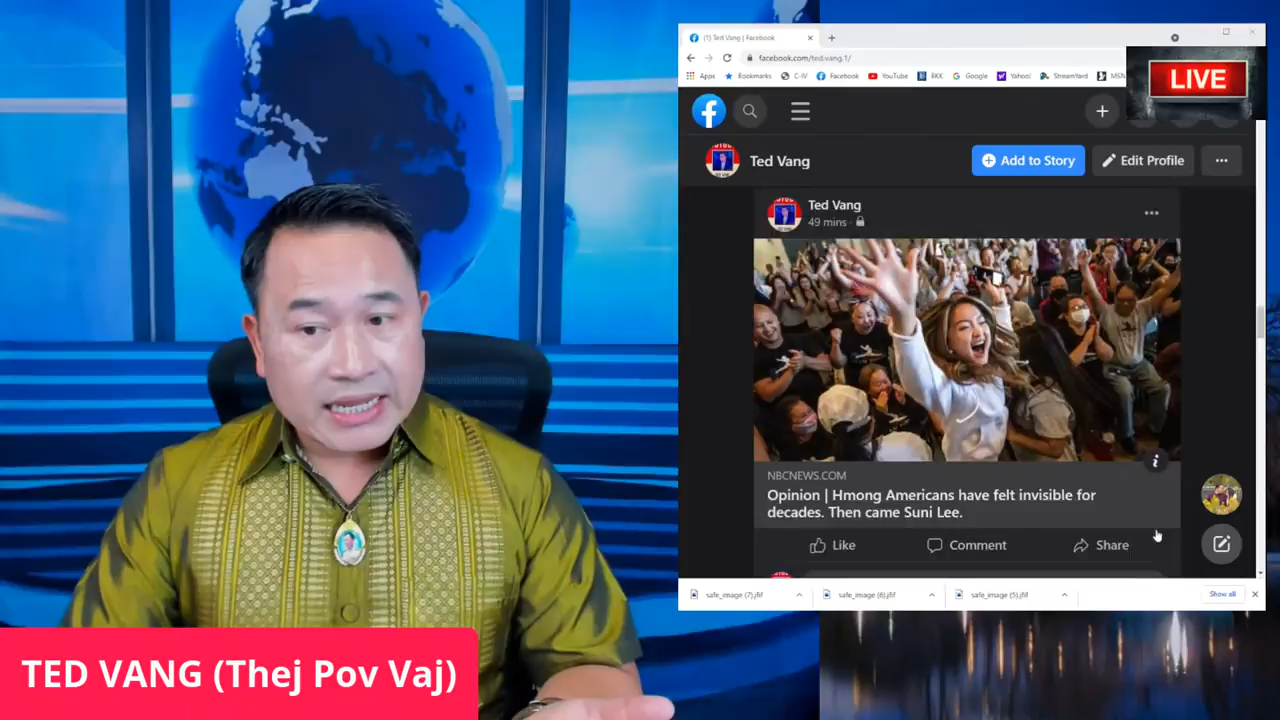 (1) Ted Vang | Facebook
facebook.com/ted.vang.1/
Apps Bookmarks C-IV Facebook YouTube BKK Google Yahoo! StreamYard MSN
LIVE
Ted Vang
Add to Story
Edit Profile
Ted Vang
49 mins
NBCNEWS.COM
Opinion | Hmong Americans have felt invisible for
decades. Then came Suni Lee.
Like Comment Share
safe_image (7).jfif safe_image (6).jfif safe_image (5).jfif Show all
TED VANG (Thej Pov Vaj)